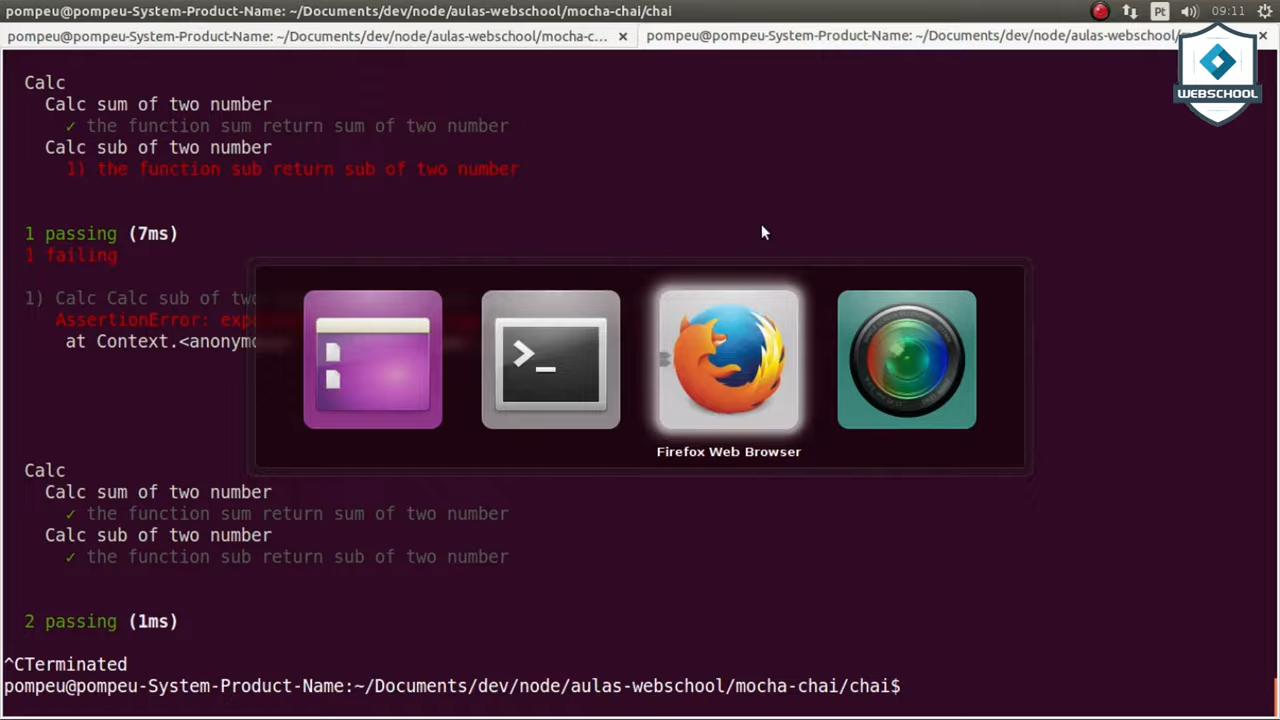 pompeu@pompeu-System-Product-Name: ~/Documents/dev/node/aulas-webschool/mocha-chai/chai
Pt
09:11
pompeu@pompeu-System-Product-Name: ~/Documents/dev/node/aulas-webschool/mocha-c...
pompeu@pompeu-System-Product-Name: ~/Documents/dev/node/aulas-webschool/
WEBSCHOOL
Calc
Calc sum of two number
✓ the function sum return sum of two number
Calc sub of two number
1) the function sub return sub of two number
1 passing (7ms)
1 failing
1) Calc Calc sub of two
AssertionError:
at Context.<anonymo
Firefox Web Browser
Calc
Calc sum of two number
✓ the function sum return sum of two number
Calc sub of two number
✓ the function sub return sub of two number
2 passing (1ms)
^CTerminated
pompeu@pompeu-System-Product-Name:~/Documents/dev/node/aulas-webschool/mocha-chai/chai$